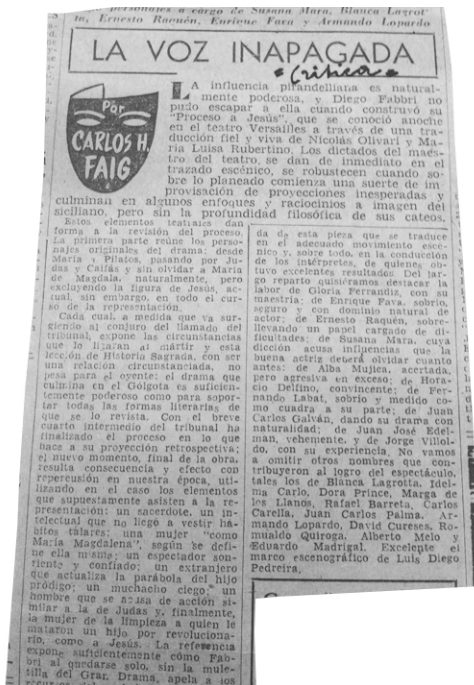 personajes a cargo de Susana Mara, Blanca Lagrot-
ta, Ernesto Raquén, Enrique Fava y Armando Lopardo
LA VOZ INAPAGADA
Crítica
Por
CARLOS H.
FAIG
LA influencia pirandelliana es natural-
mente poderosa, y Diego Fabbri no
pudo escapar a ella cuando construyó su
"Proceso a Jesús", que se conoció anoche
en el teatro Versailles a través de una tra-
ducción fiel y viva de Nicolás Olivari y Ma-
ría Luisa Rubertino. Los dictados del maes-
tro del teatro, se dan de inmediato en el
trazado escénico, se robustecen cuando so-
bre lo planeado comienza una suerte de im-
provisación de proyecciones inesperadas y
culminan en algunos enfoques y raciocinios a imagen del
siciliano, pero sin la profundidad filosófica de sus cateos.
Estos elementos teatrales dan
forma a la revisión del proceso.
La primera parte reúne los perso-
najes originales del drama: desde
María a Pilatos, pasando por Ju-
das y Caifás y sin olvidar a María
de Magdala, naturalmente, pero
excluyendo la figura de Jesús, ac-
tual, sin embargo, en todo el cur-
so de la representación.
Cada cual, a medida que va sur-
giendo al conjuro del llamado del
tribunal, expone las circunstancias
que lo ligaran al mártir y esta
lección de Historia Sagrada, con ser
una relación circunstanciada, no
pesa para el oyente: el drama que
culmina en el Gólgota es suficien-
temente poderoso como para sopor-
tar todas las formas literarias de
que se lo revista. Con el breve
cuarto intermedio del tribunal ha
finalizado el proceso en lo que
hace a su proyección retrospectiva;
el nuevo momento, final de la obra,
resulta consecuencia y efecto con
repercusión en nuestra época, uti-
lizando en el caso los elementos
que supuestamente asisten a la re-
presentación: un sacerdote, un in-
telectual que no llegó a vestir há-
bitos talares; una mujer "como
María Magdalena", según se defi-
ne ella misma; un espectador son-
riente y confiado; un extranjero
que actualiza la parábola del hijo
pródigo; un muchacho ciego; un
hombre que se acusa de acción si-
milar a la de Judas y, finalmente,
la mujer de la limpieza a quien le
mataron un hijo por revoluciona-
rio, como a Jesús. La referencia
expone suficientemente cómo Fab-
bri al quedarse solo, sin la mule-
tilla del Gran Drama, apela a los
da de esta pieza que se traduce
en el adecuado movimiento escé-
nico y, sobre todo, en la conducción
de los intérpretes, de quienes, ob-
tuvo excelentes resultados. Del lar-
go reparto quisiéramos destacar la
labor de Gloria Ferrandiz, con su
maestría; de Enrique Fava, sobrio,
seguro y con dominio natural de
actor; de Ernesto Raquén, sobre-
llevando un papel cargado de di-
ficultades; de Susana Mara, cuya
dicción acusa influencias que la
buena actriz deberá olvidar cuanto
antes; de Alba Mujica, acertada,
pero agresiva en exceso; de Hora-
cio Delfino, convincente; de Fer-
nando Labat, sobrio y medido co-
mo cuadra a su parte; de Juan
Carlos Galván, dando su drama con
naturalidad; de Juan José Edel-
man, vehemente, y de Jorge Villol-
do, con su experiencia. No vamos
a omitir otros nombres que con-
tribuyeron al logro del espectáculo,
tales los de Blanca Lagrotta, Idel-
ma Carlo, Dora Prince, Marga de
los Llanos, Rafael Barreta, Carlos
Carella, Juan Carlos Palma, Ar-
mando Lopardo, David Cureses, Ro-
mualdo Quiroga, Alberto Melo y
Eduardo Madrigal. Excelente el
marco escenográfico de Luis Diego
Pedreira.